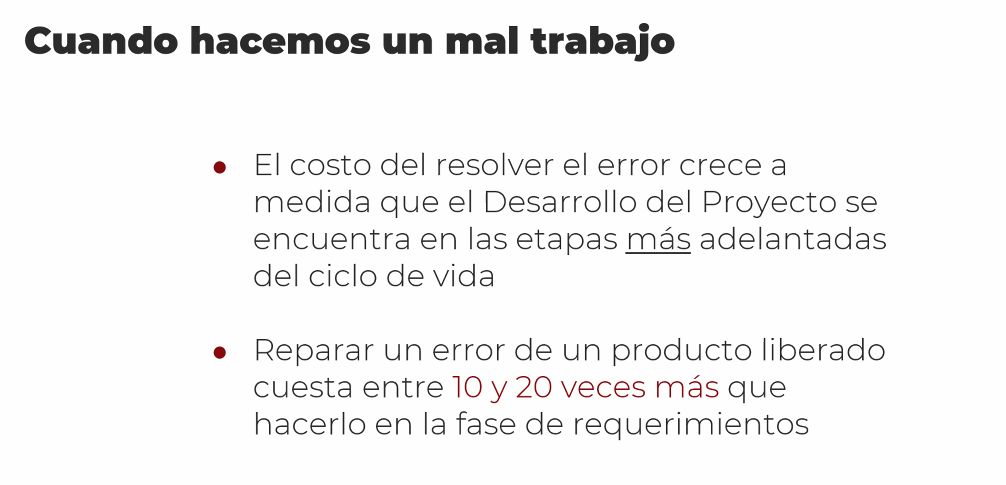 Cuando hacemos un mal trabajo
● El costo del resolver el error crece a
medida que el Desarrollo del Proyecto se
encuentra en las etapas más adelantadas
del ciclo de vida
● Reparar un error de un producto liberado
cuesta entre 10 y 20 veces más que
hacerlo en la fase de requerimientos